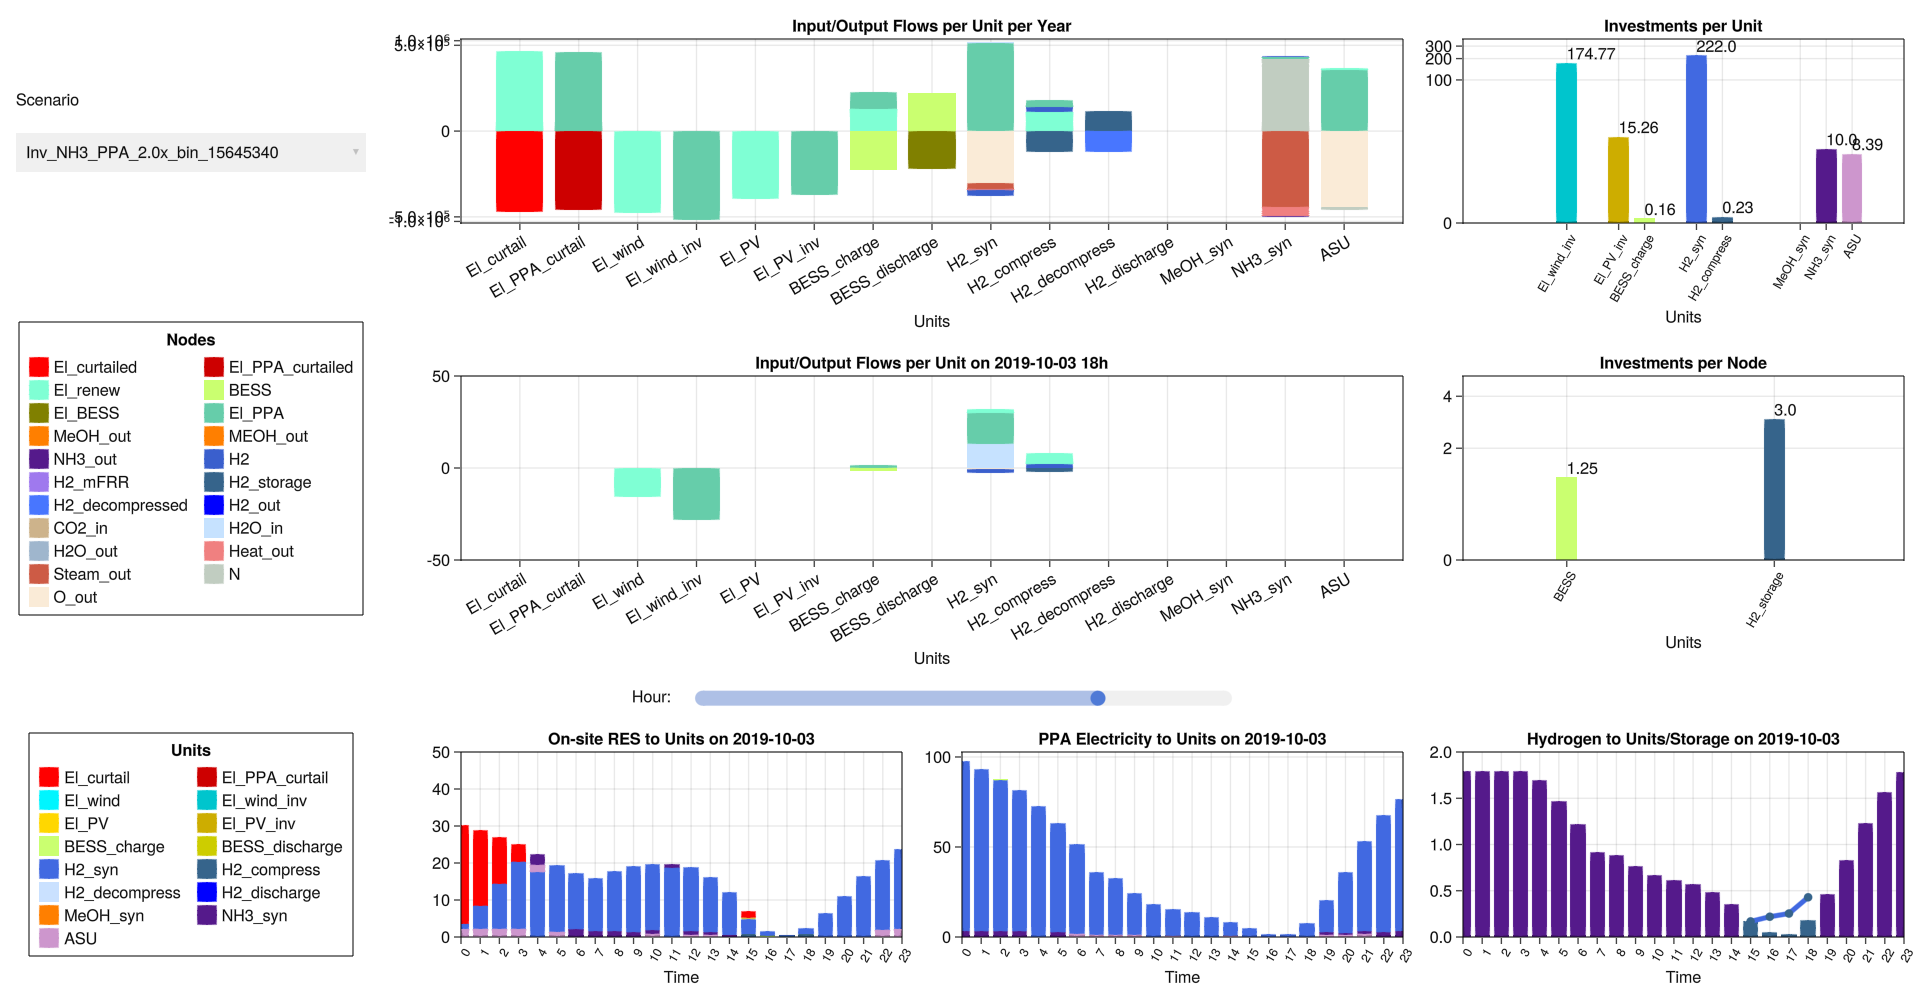 Scenario
Inv_NH3_PPA_2.0x_bin_15645340
Input/Output Flows per Unit per Year
5.0×10⁵
0
-1.0×10⁶
El_curtail
El_PPA_curtail
El_wind
El_wind_inv
El_PV
El_PV_inv
BESS_charge
BESS_discharge
H2_syn
H2_compress
H2_decompress
H2_discharge
MeOH_syn
NH3_syn
ASU
Units
Investments per Unit
300
200
100
0
174.77
15.26
0.16
222.0
0.23
10.0
8.39
El_wind_inv
El_PV_inv
BESS_charge
H2_syn
H2_compress
MeOH_syn
NH3_syn
ASU
Units
Nodes
El_curtailed
El_PPA_curtailed
El_renew
BESS
El_BESS
El_PPA
MeOH_out
MEOH_out
NH3_out
H2
H2_mFRR
H2_storage
H2_decompressed
H2_out
CO2_in
H2O_in
H2O_out
Heat_out
Steam_out
N
O_out
Input/Output Flows per Unit on 2019-10-03 18h
50
0
-50
El_curtail
El_PPA_curtail
El_wind
El_wind_inv
El_PV
El_PV_inv
BESS_charge
BESS_discharge
H2_syn
H2_compress
H2_decompress
H2_discharge
MeOH_syn
NH3_syn
ASU
Units
Investments per Node
4
2
0
1.25
3.0
BESS
H2_storage
Units
Hour:
Units
El_curtail
El_PPA_curtail
El_wind
El_wind_inv
El_PV
El_PV_inv
BESS_charge
BESS_discharge
H2_syn
H2_compress
H2_decompress
H2_discharge
MeOH_syn
NH3_syn
ASU
On-site RES to Units on 2019-10-03
50
40
30
20
10
0
0 1 2 3 4 5 6 7 8 9 10 11 12 13 14 15 16 17 18 19 20 21 22 23
Time
PPA Electricity to Units on 2019-10-03
100
50
0
0 1 2 3 4 5 6 7 8 9 10 11 12 13 14 15 16 17 18 19 20 21 22 23
Time
Hydrogen to Units/Storage on 2019-10-03
2.0
1.5
1.0
0.5
0.0
0 1 2 3 4 5 6 7 8 9 10 11 12 13 14 15 16 17 18 19 20 21 22 23
Time